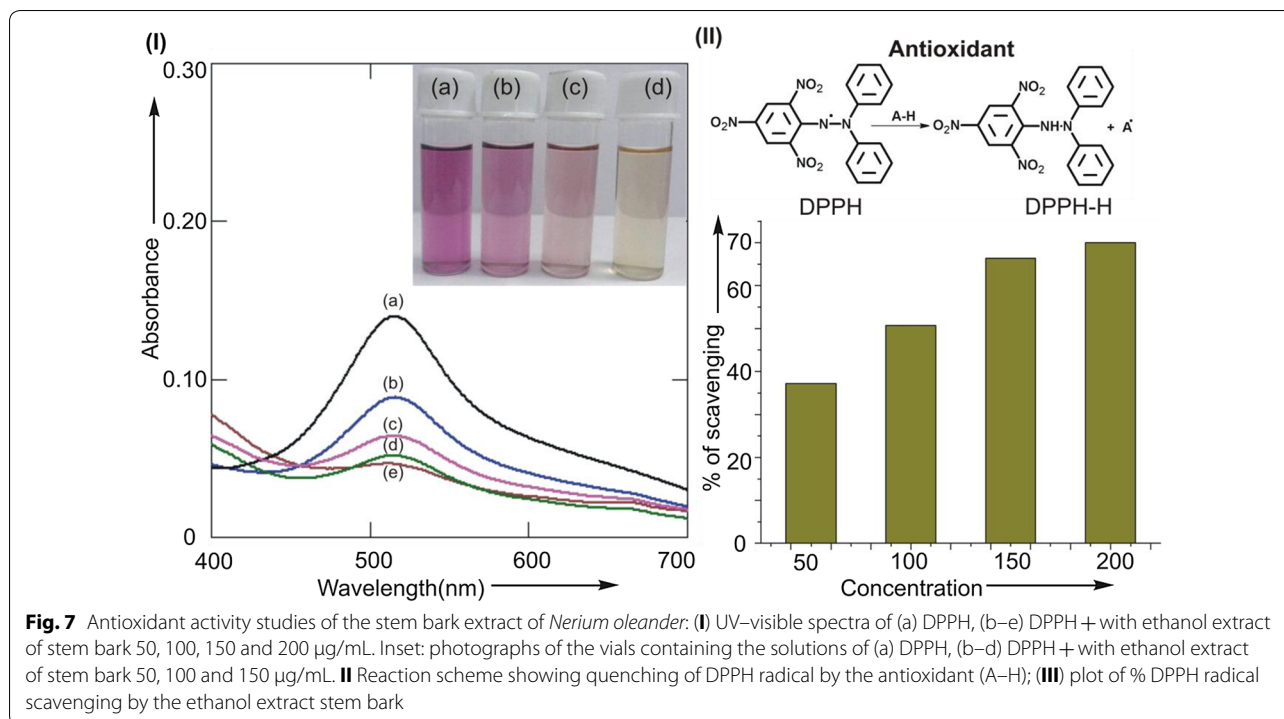 (I)
0.30
0.20
0.10
0
Absorbance
(a) (b) (c) (d)
(a)
(b)
(c)
(d)
(e)
400 500 600 700
Wavelength(nm)
(II)
Antioxidant
NO₂
O₂N
N•-N
NO₂
A-H
NO₂
O₂N
NH-N
NO₂
+ A•
DPPH
DPPH-H
70
60
40
20
0
% of scavenging
50 100 150 200
Concentration
Fig. 7 Antioxidant activity studies of the stem bark extract of Nerium oleander: (I) UV–visible spectra of (a) DPPH, (b–e) DPPH + with ethanol extract
of stem bark 50, 100, 150 and 200 µg/mL. Inset: photographs of the vials containing the solutions of (a) DPPH, (b–d) DPPH + with ethanol extract
of stem bark 50, 100 and 150 µg/mL. II Reaction scheme showing quenching of DPPH radical by the antioxidant (A–H); (III) plot of % DPPH radical
scavenging by the ethanol extract stem bark